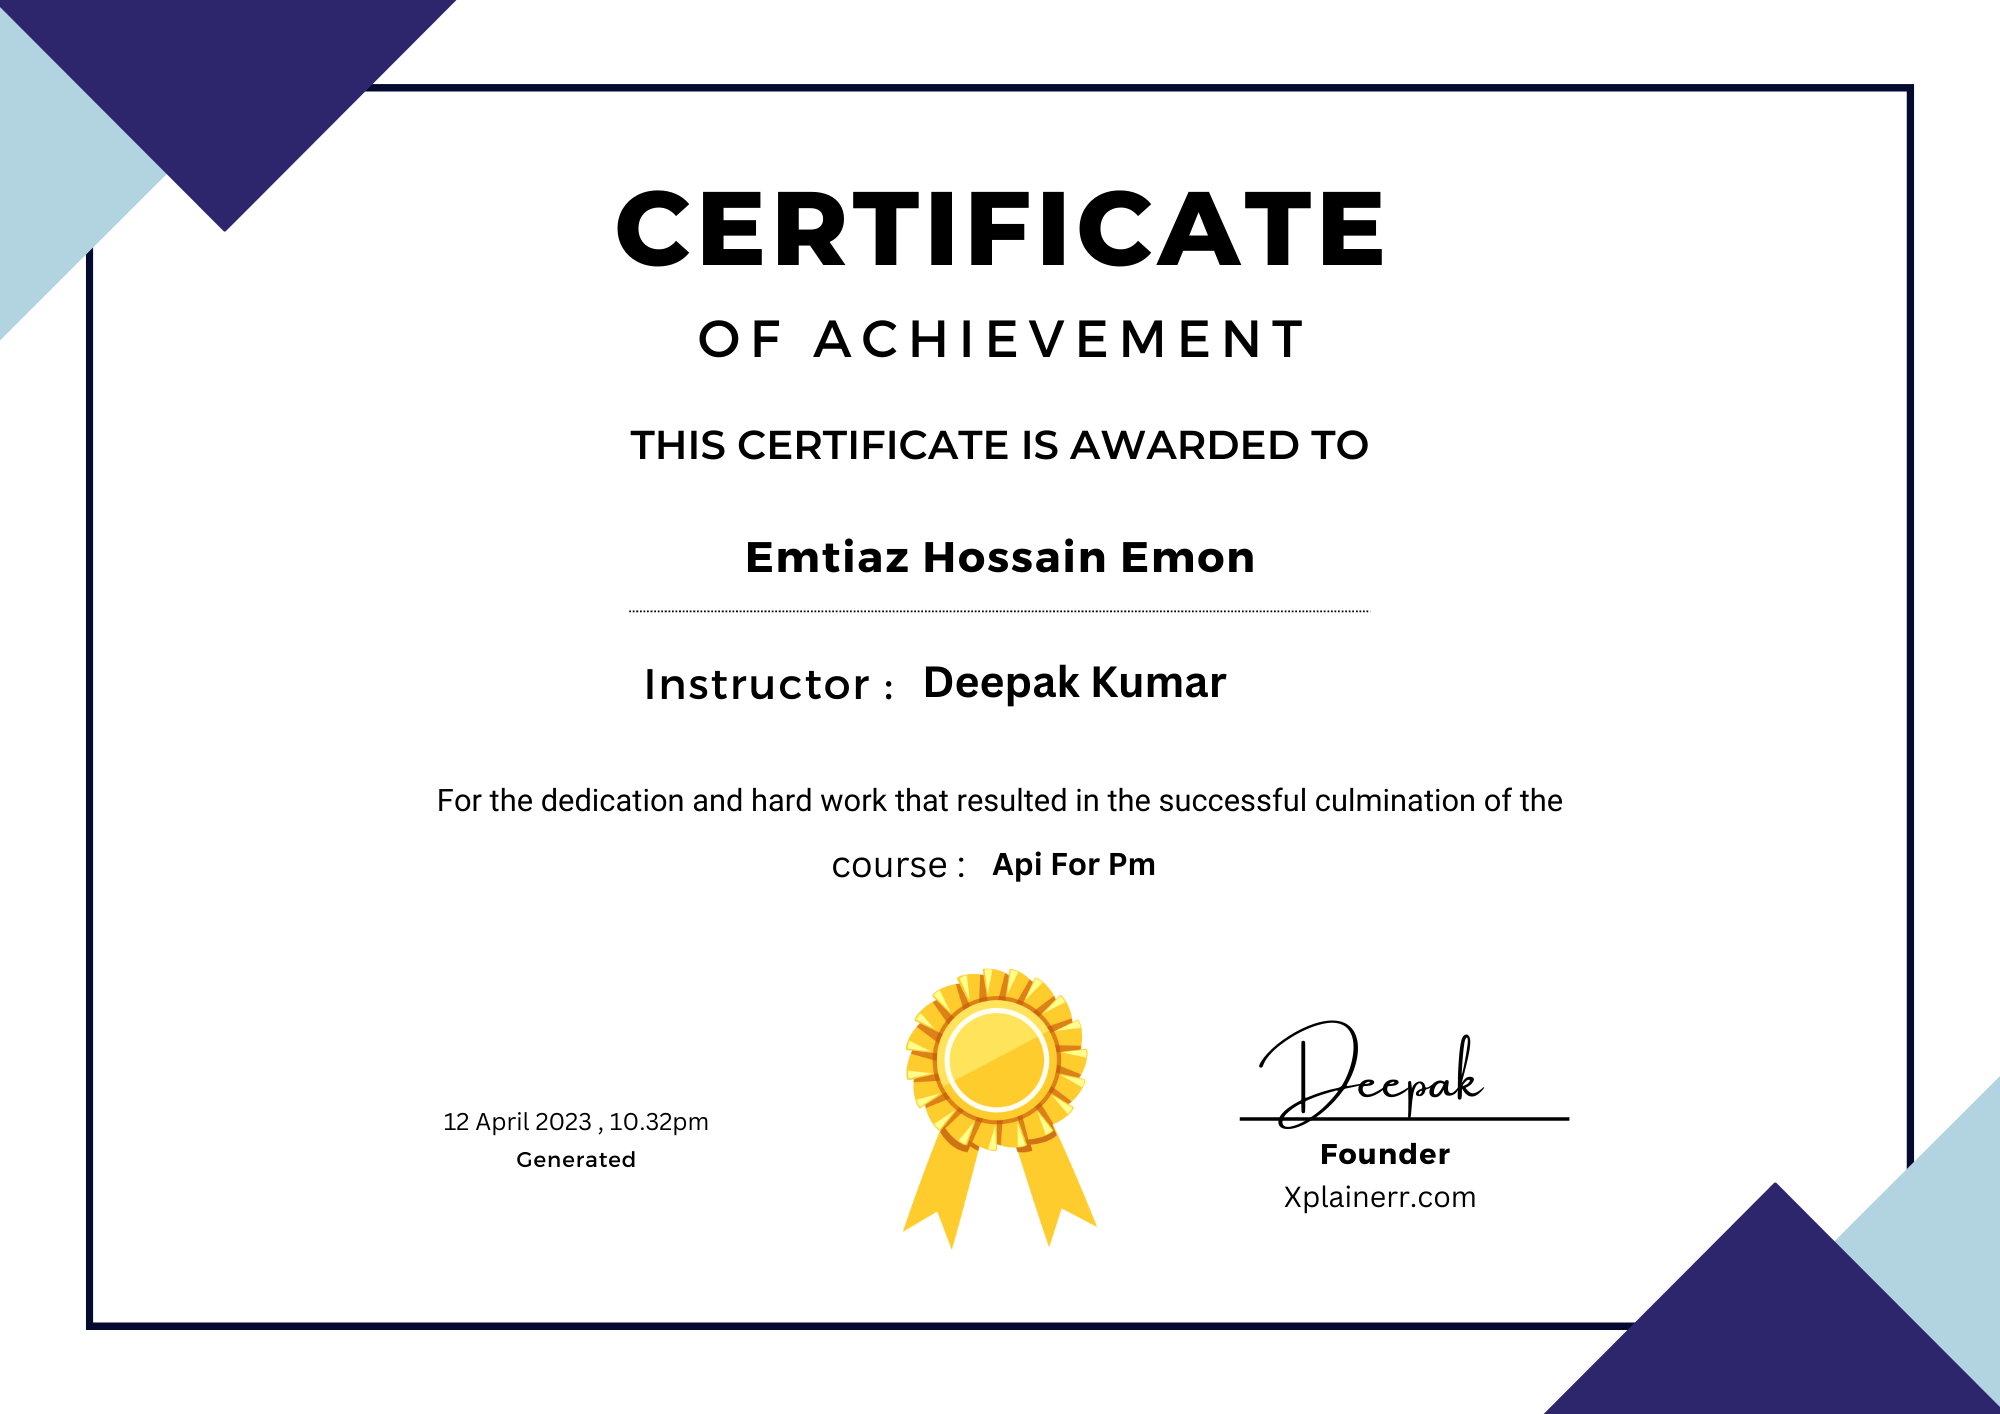 CERTIFICATE
OF ACHIEVEMENT
THIS CERTIFICATE IS AWARDED TO
Emtiaz Hossain Emon
Instructor : Deepak Kumar
For the dedication and hard work that resulted in the successful culmination of the
course : Api For Pm
12 April 2023 , 10.32pm
Generated
Deepak
Founder
Xplainerr.com